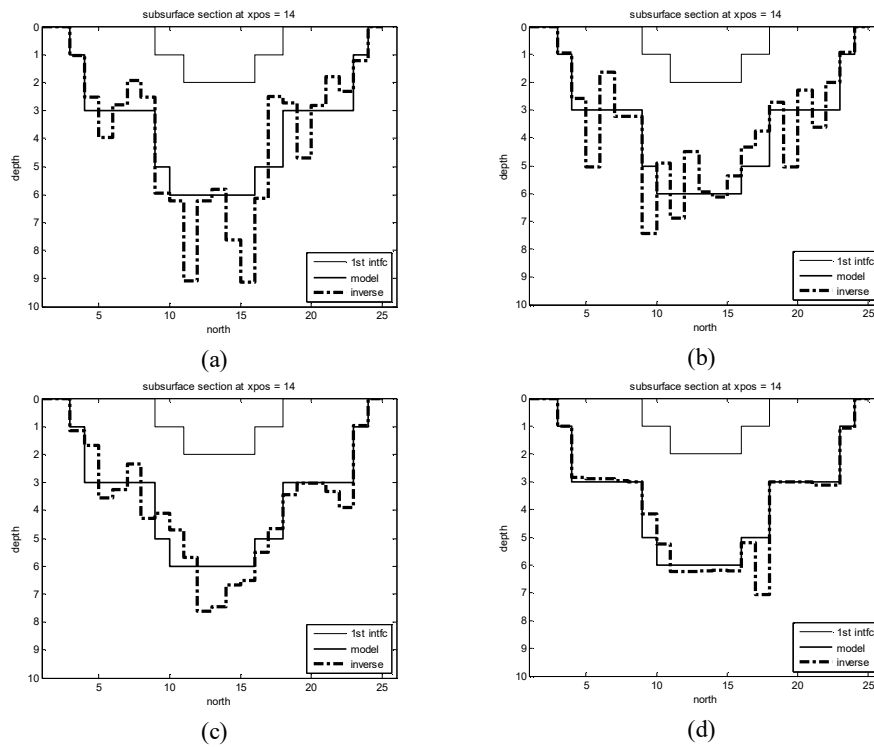 subsurface section at xpos = 14
0
1
2
3
4
5
6
7
8
9
10
depth
5
10
15
20
25
north
1st intfc
model
inverse
(a)
subsurface section at xpos = 14
0
1
2
3
4
5
6
7
8
9
10
depth
5
10
15
20
25
north
1st intfc
model
inverse
(b)
subsurface section at xpos = 14
0
1
2
3
4
5
6
7
8
9
10
depth
5
10
15
20
25
north
1st intfc
model
inverse
(c)
subsurface section at xpos = 14
0
1
2
3
4
5
6
7
8
9
10
depth
5
10
15
20
25
north
1st intfc
model
inverse
(d)